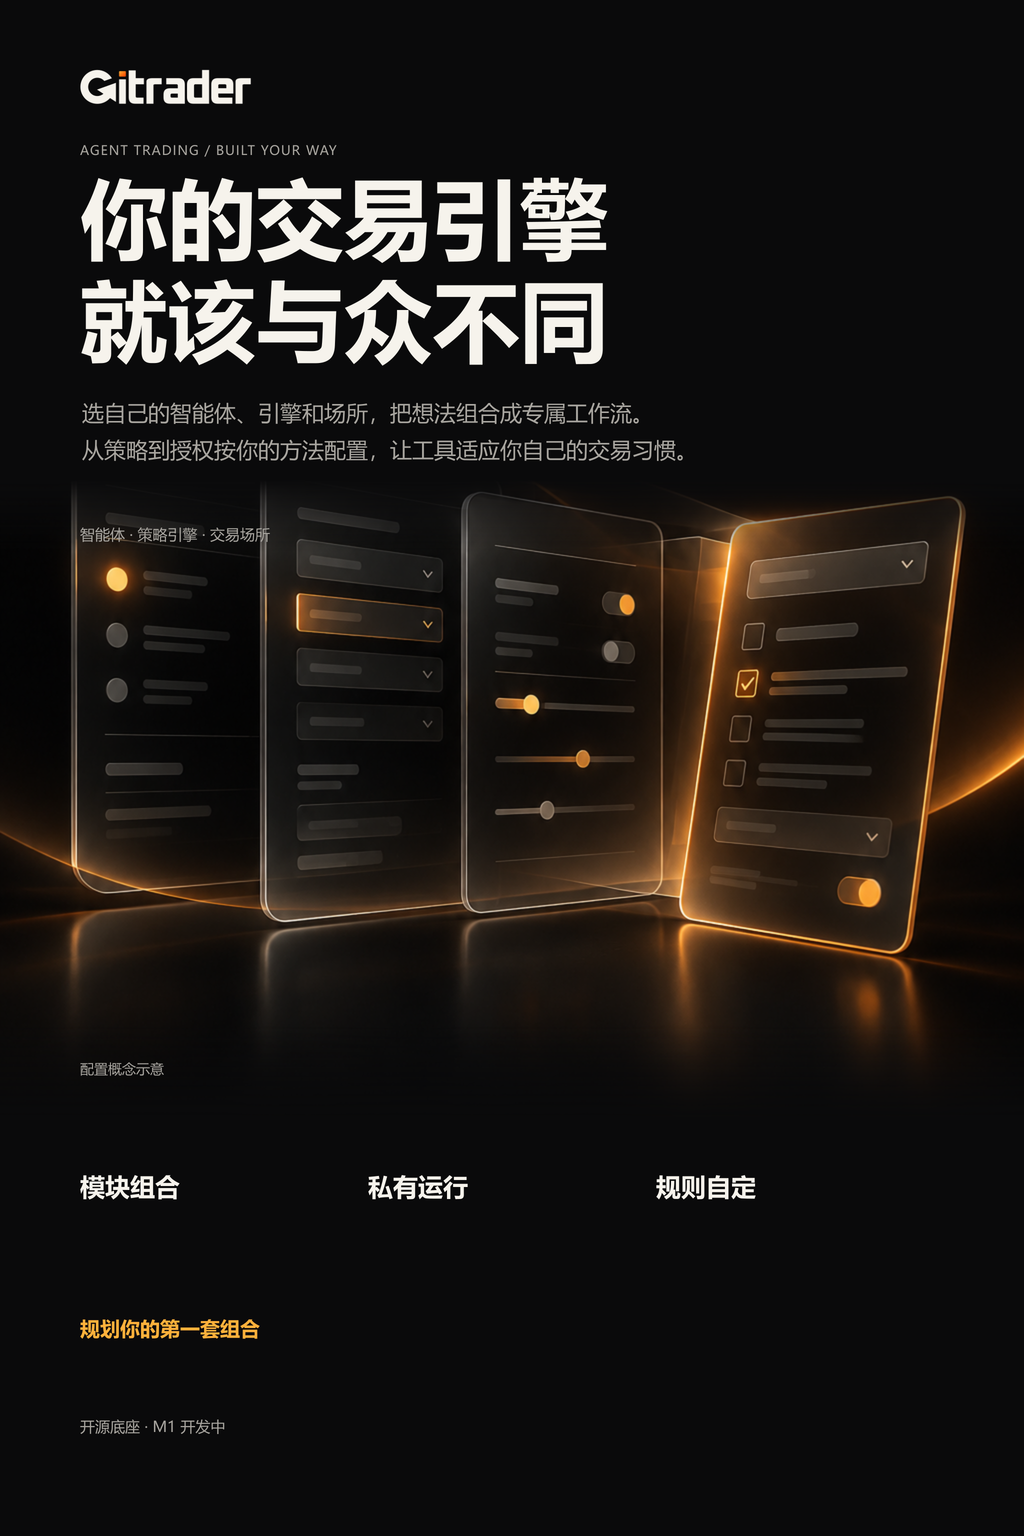 Gitrader
AGENT TRADING / BUILT YOUR WAY
你的交易引擎
就该与众不同
选自己的智能体、引擎和场所，把想法组合成专属工作流。
从策略到授权按你的方法配置，让工具适应你自己的交易习惯。
智能体 · 策略引擎 · 交易场所
配置概念示意
模块组合
私有运行
规则自定
规划你的第一套组合
开源底座 · M1 开发中